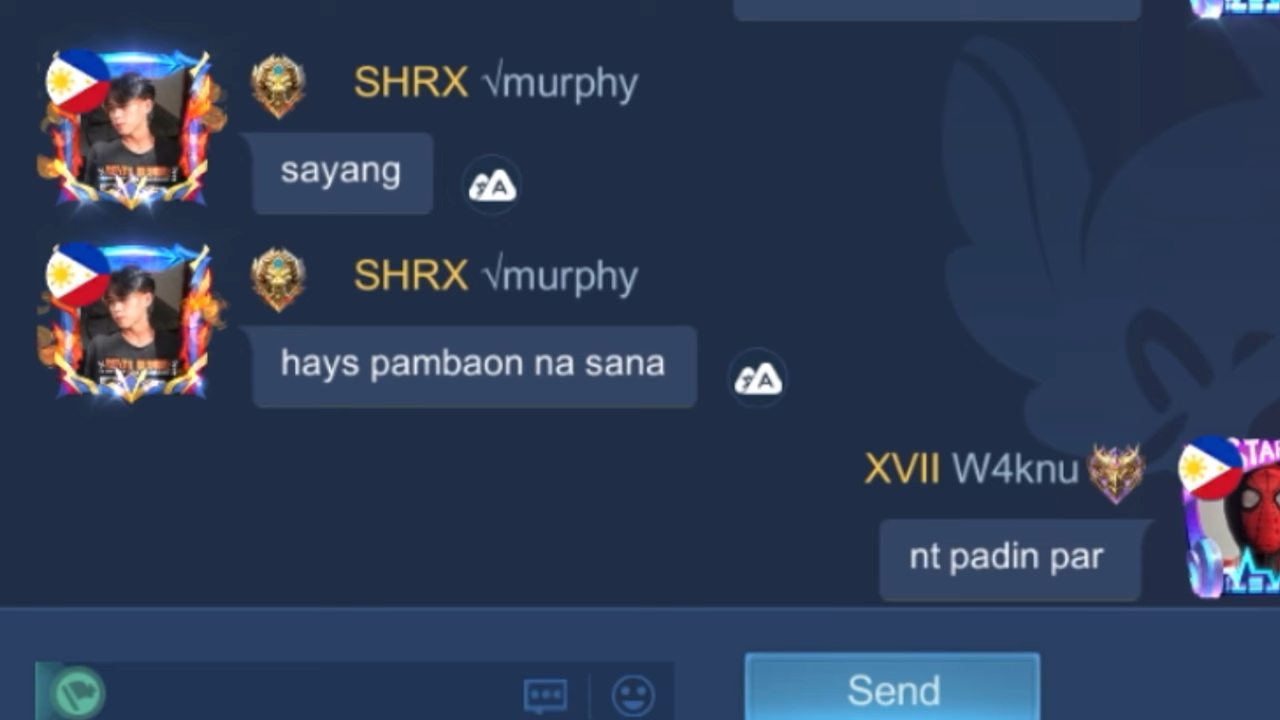 SHRX √murphy
sayang
SHRX √murphy
hays pambaon na sana
XVII W4knu
nt padin par
Send